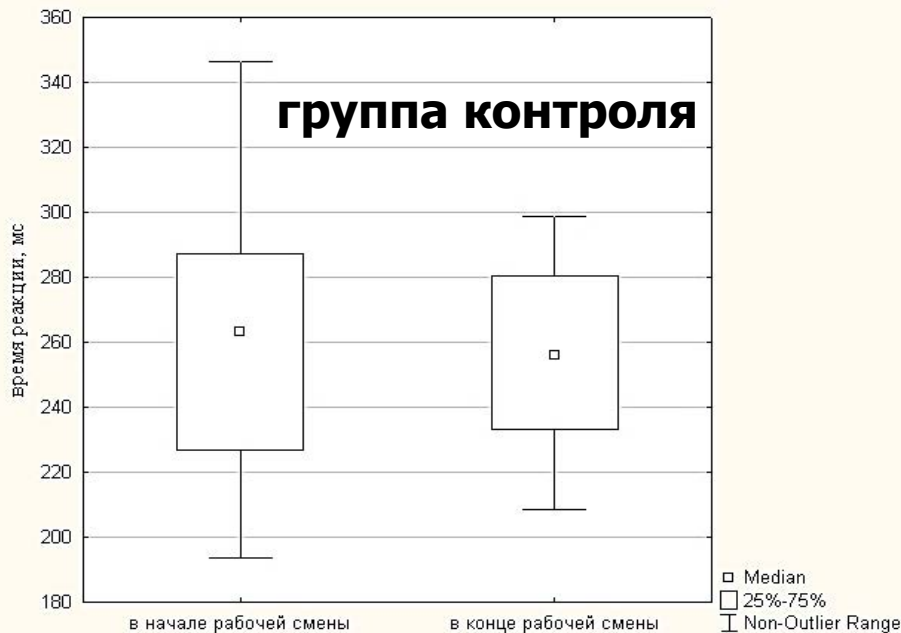 группа контроля
время реакции, мс
360
340
320
300
280
260
240
220
200
180
в начале рабочей смены
в конце рабочей смены
Median
25%-75%
Non-Outlier Range